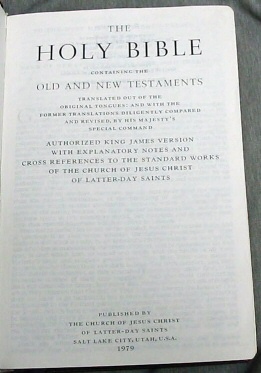 THE
HOLY BIBLE
CONTAINING THE
OLD AND NEW TESTAMENTS
TRANSLATED OUT OF THE
ORIGINAL TONGUES: AND WITH THE
FORMER TRANSLATIONS DILIGENTLY COMPARED
AND REVISED, BY HIS MAJESTY'S
SPECIAL COMMAND
AUTHORIZED KING JAMES VERSION
WITH EXPLANATORY NOTES AND
CROSS REFERENCES TO THE STANDARD WORKS
OF THE CHURCH OF JESUS CHRIST
OF LATTER-DAY SAINTS
PUBLISHED BY
THE CHURCH OF JESUS CHRIST
OF LATTER-DAY SAINTS
SALT LAKE CITY, UTAH, U.S.A.
1979